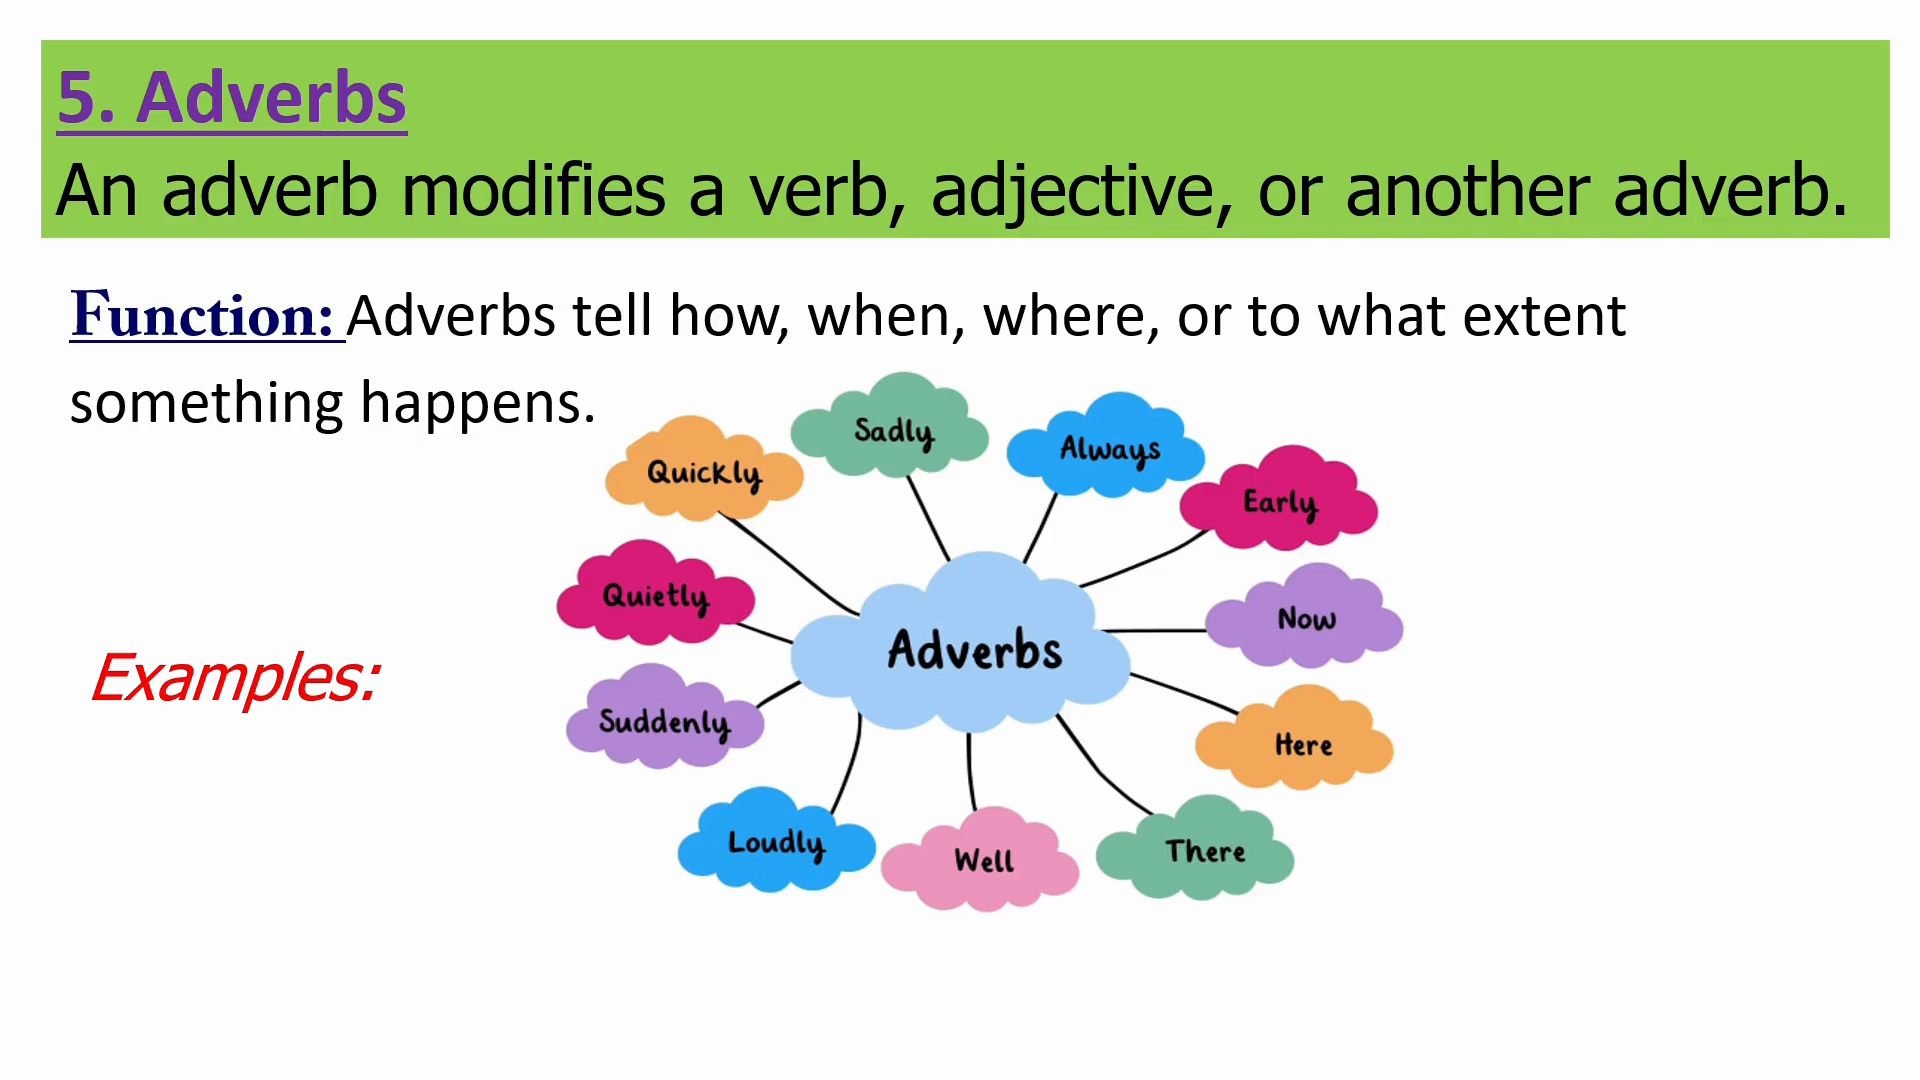 5. Adverbs
An adverb modifies a verb, adjective, or another adverb.
Function: Adverbs tell how, when, where, or to what extent
something happens.
Sadly
Always
Quickly
Early
Quietly
Now
Adverbs
Examples:
Suddenly
Here
Loudly
Well
There